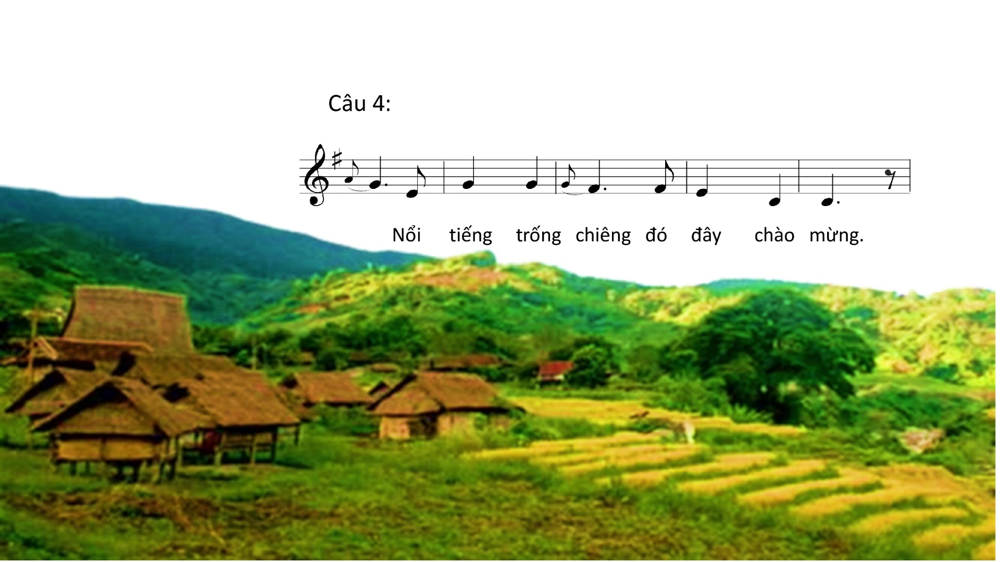 Câu 4:
Nổi tiếng trống chiêng đó đây chào mừng.